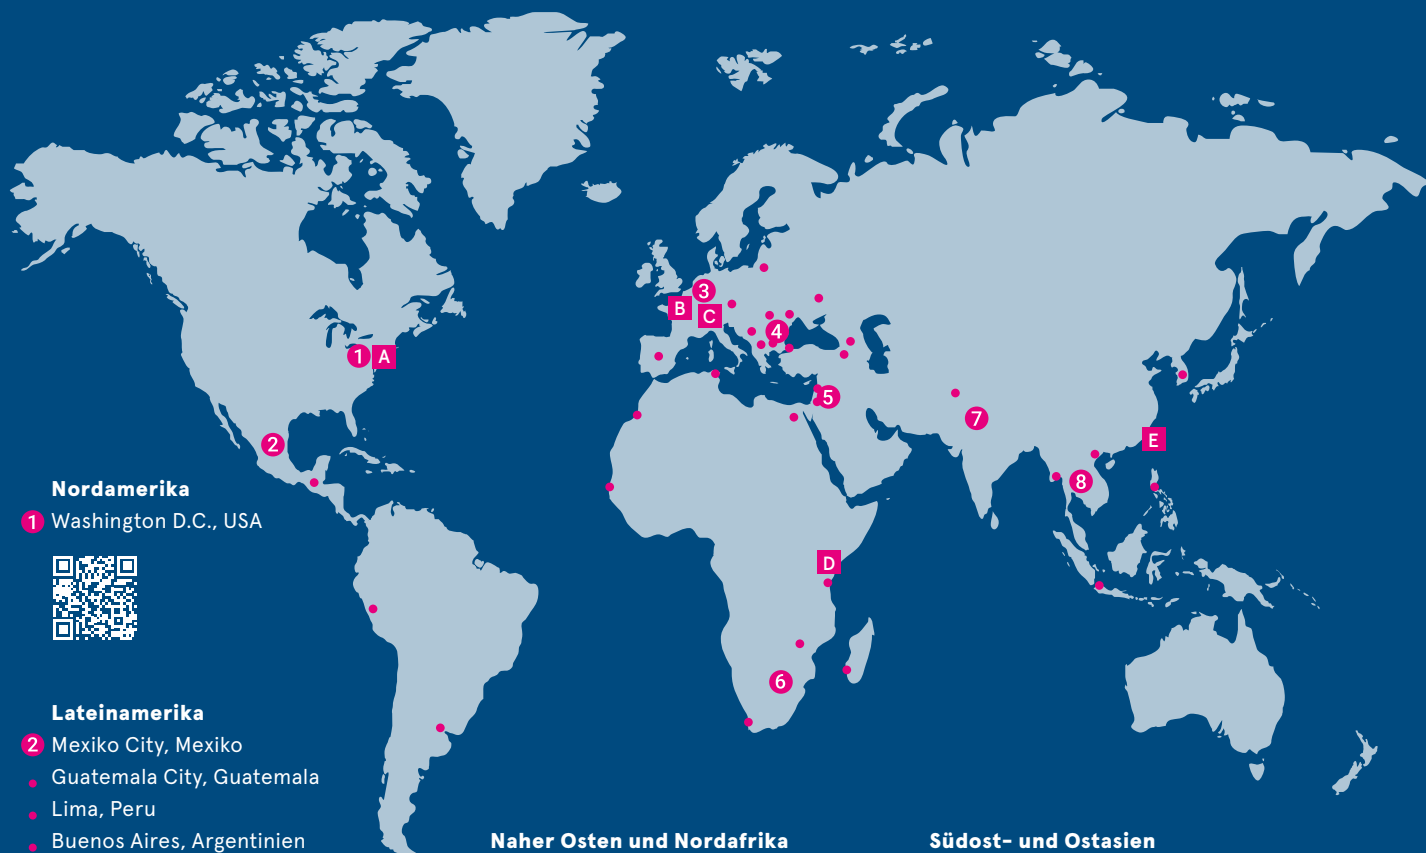 3
B
C
4
1 A
5
7
2
E
8
D
6
Nordamerika
1 Washington D.C., USA
Lateinamerika
2 Mexiko City, Mexiko
Guatemala City, Guatemala
Lima, Peru
Buenos Aires, Argentinien
Naher Osten und Nordafrika
Südost- und Ostasien